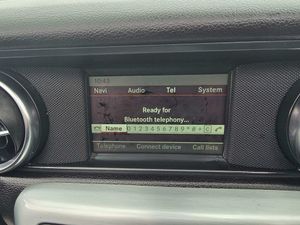 10:43
Navi Audio Tel System
Ready for
Bluetooth telephony...
Name 0 1 2 3 4 5 6 7 8 9 * # + C
Telephone Connect device Call lists